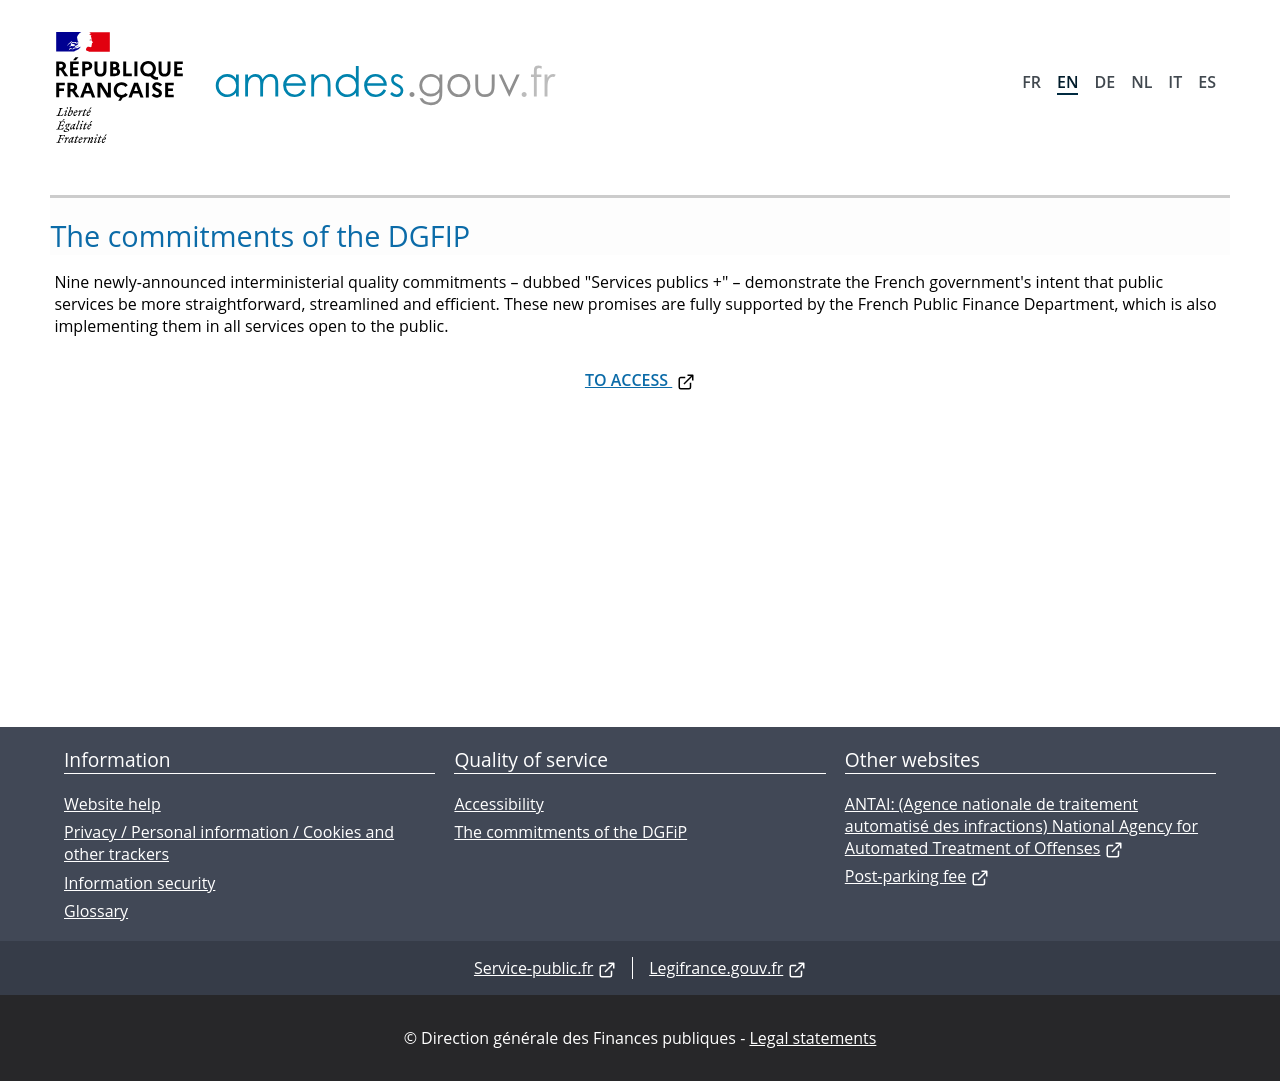 RÉPUBLIQUE
FRANÇAISE
Liberté
Égalité
Fraternité
amendes.gouv.fr
FR EN DE NL IT ES
The commitments of the DGFIP
Nine newly-announced interministerial quality commitments – dubbed "Services publics +" – demonstrate the French government's intent that public
services be more straightforward, streamlined and efficient. These new promises are fully supported by the French Public Finance Department, which is also
implementing them in all services open to the public.
TO ACCESS
Information
Website help
Privacy / Personal information / Cookies and
other trackers
Information security
Glossary
Quality of service
Accessibility
The commitments of the DGFiP
Other websites
ANTAI: (Agence nationale de traitement
automatisé des infractions) National Agency for
Automated Treatment of Offenses
Post-parking fee
Service-public.fr
Legifrance.gouv.fr
© Direction générale des Finances publiques - Legal statements